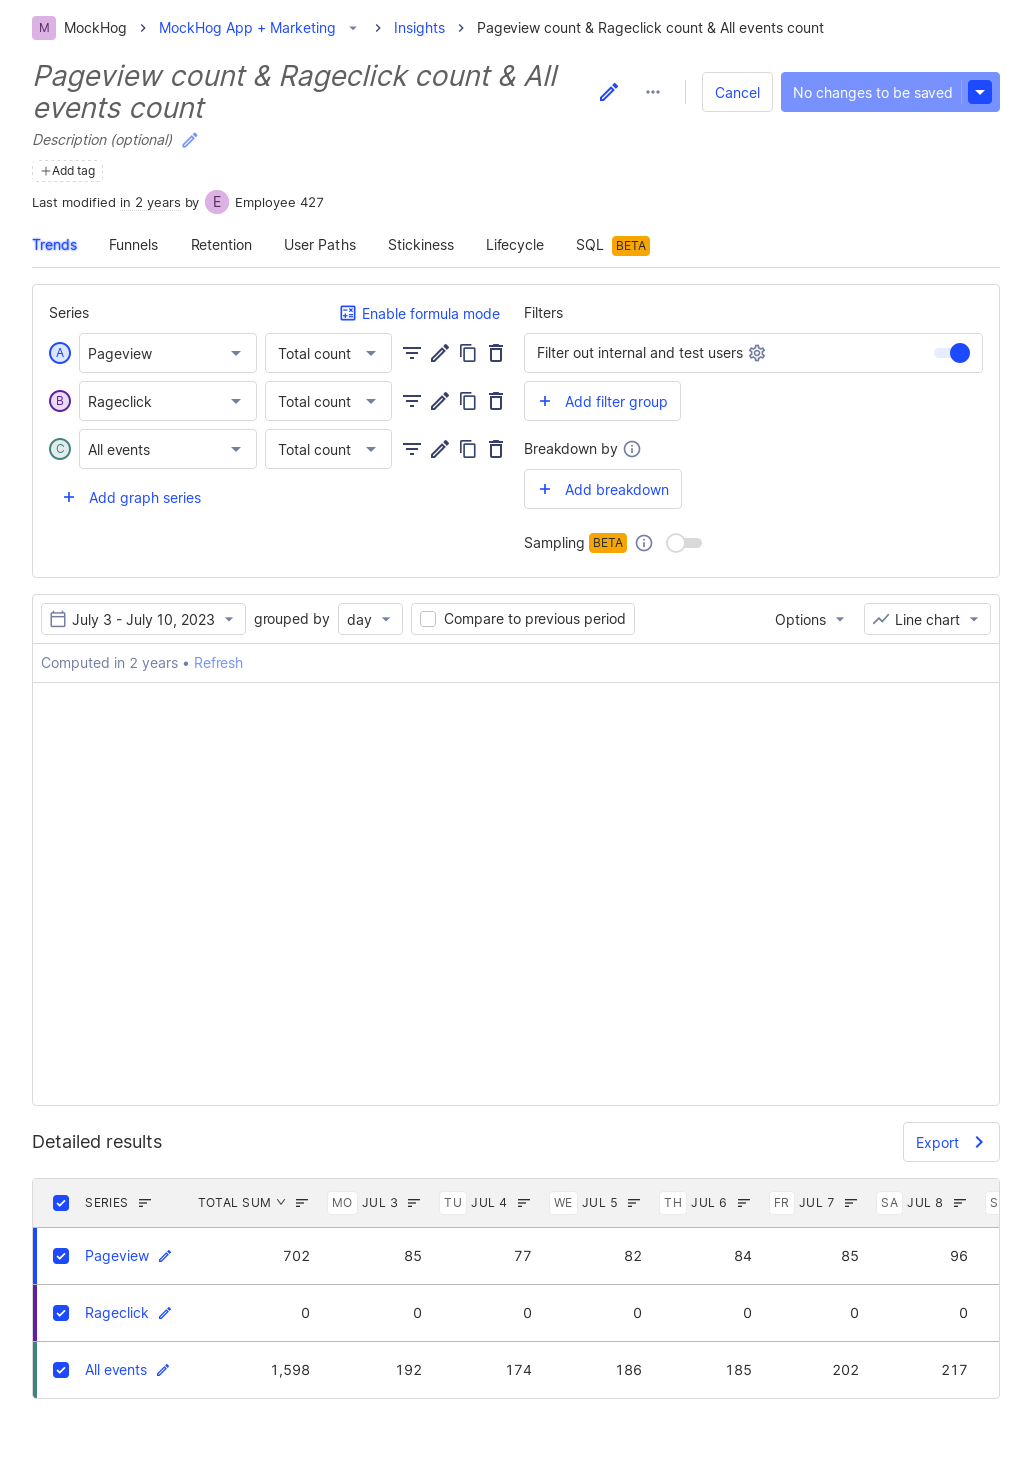 M MockHog > MockHog App + Marketing > Insights > Pageview count & Rageclick count & All events count
Pageview count & Rageclick count & All
events count
Cancel
No changes to be saved
Description (optional)
+Add tag
Last modified in 2 years by E Employee 427
Trends Funnels Retention User Paths Stickiness Lifecycle SQL BETA
Series
Enable formula mode
A Pageview Total count
B Rageclick Total count
C All events Total count
+ Add graph series
Filters
Filter out internal and test users
+ Add filter group
Breakdown by
+ Add breakdown
Sampling BETA
July 3 - July 10, 2023 grouped by day Compare to previous period Options Line chart
Computed in 2 years • Refresh
Detailed results
Export
SERIES TOTAL SUM MO JUL 3 TU JUL 4 WE JUL 5 TH JUL 6 FR JUL 7 SA JUL 8 S
Pageview 702 85 77 82 84 85 96
Rageclick 0 0 0 0 0 0 0
All events 1,598 192 174 186 185 202 217